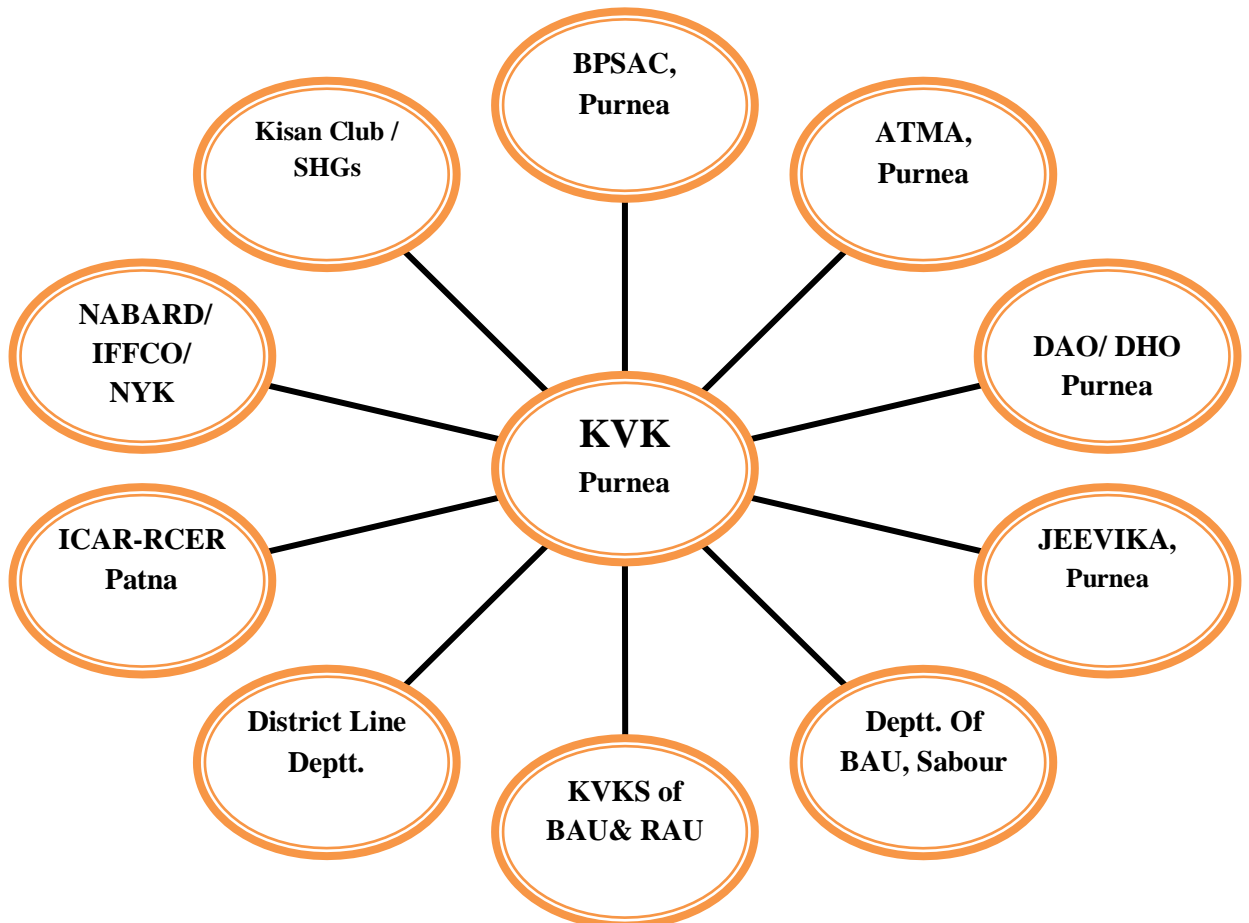 BPSAC,
Purnea
Kisan Club /
SHGs
ATMA,
Purnea
NABARD/
IFFCO/
NYK
DAO/ DHO
Purnea
KVK
Purnea
ICAR-RCER
Patna
JEEVIKA,
Purnea
District Line
Deptt.
Deptt. Of
BAU, Sabour
KVKS of
BAU& RAU